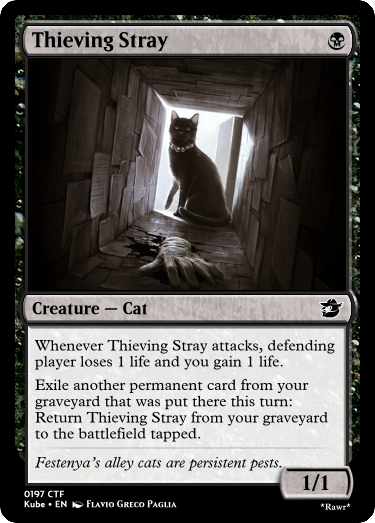 Thieving Stray
Creature — Cat
Whenever Thieving Stray attacks, defending
player loses 1 life and you gain 1 life.
Exile another permanent card from your
graveyard that was put there this turn:
Return Thieving Stray from your graveyard
to the battlefield tapped.
Festenya's alley cats are persistent pests.
1/1
0197 CTF
Kube • EN Flavio Greco Paglia
*Rawr*